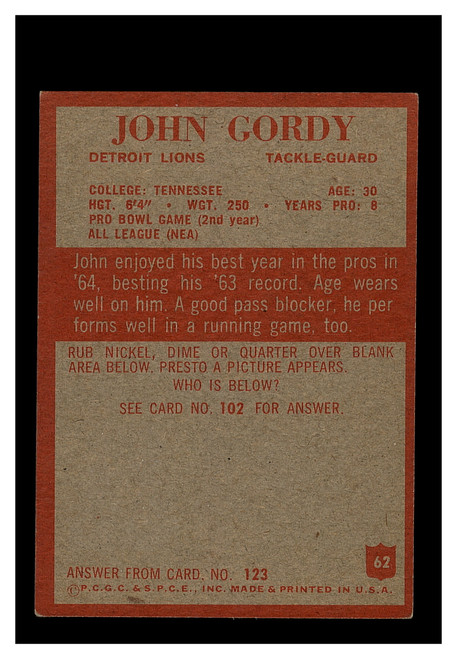 JOHN GORDY
DETROIT LIONS TACKLE-GUARD
COLLEGE: TENNESSEE AGE: 30
HGT. 6'4" • WGT. 250 • YEARS PRO: 8
PRO BOWL GAME (2nd year)
ALL LEAGUE (NEA)
John enjoyed his best year in the pros in
'64, besting his '63 record. Age wears
well on him. A good pass blocker, he per
forms well in a running game, too.
RUB NICKEL, DIME OR QUARTER OVER BLANK
AREA BELOW. PRESTO A PICTURE APPEARS.
WHO IS BELOW?
SEE CARD NO. 102 FOR ANSWER.
62
ANSWER FROM CARD. NO. 123
©P.C.G.C. & S.P.C.E., INC. MADE & PRINTED IN U.S.A.